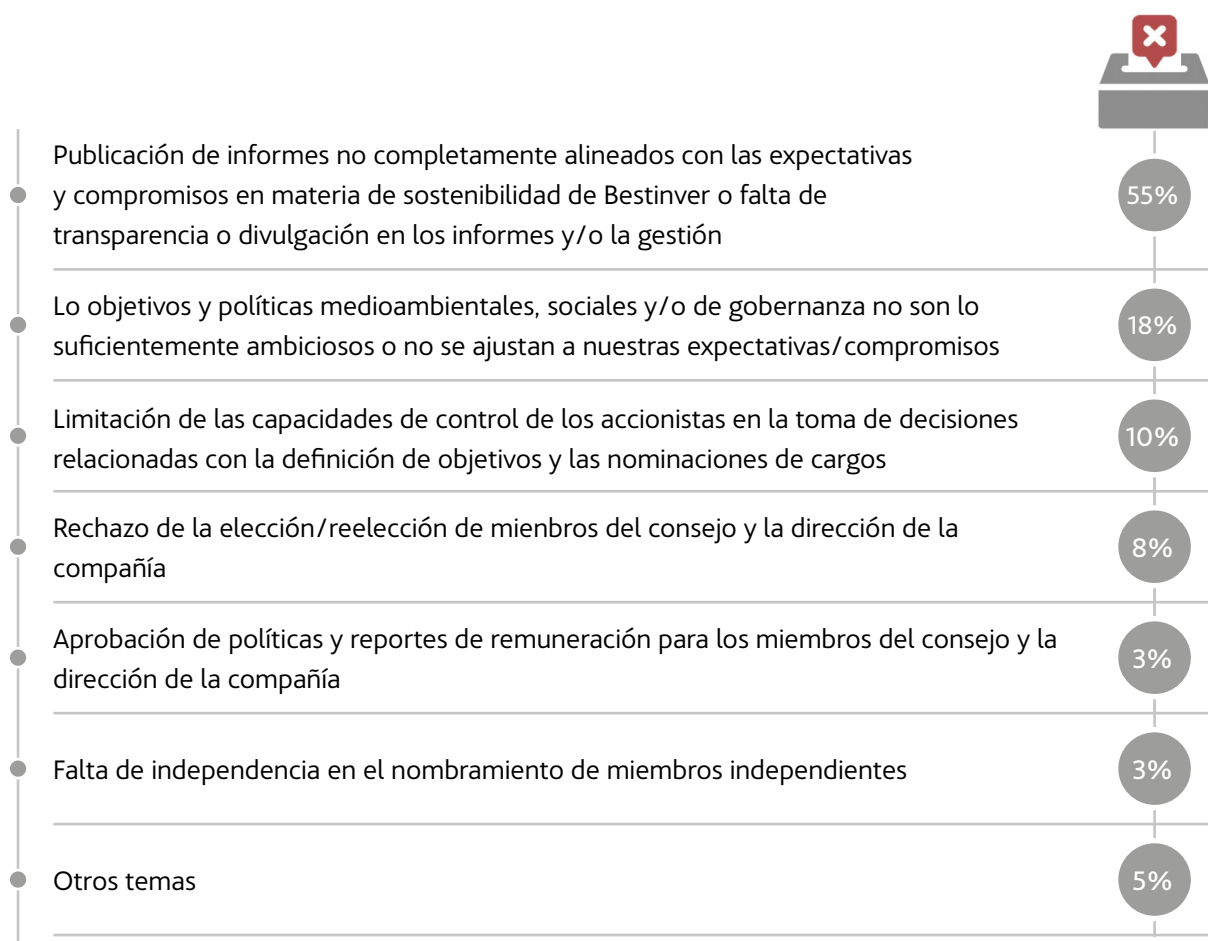 Publicación de informes no completamente alineados con las expectativas
y compromisos en materia de sostenibilidad de Bestinver o falta de
transparencia o divulgación en los informes y/o la gestión
55%
Lo objetivos y políticas medioambientales, sociales y/o de gobernanza no son lo
suficientemente ambiciosos o no se ajustan a nuestras expectativas/compromisos
18%
Limitación de las capacidades de control de los accionistas en la toma de decisiones
relacionadas con la definición de objetivos y las nominaciones de cargos
10%
Rechazo de la elección/reelección de mienbros del consejo y la dirección de la
compañía
8%
Aprobación de políticas y reportes de remuneración para los miembros del consejo y la
dirección de la compañía
3%
Falta de independencia en el nombramiento de miembros independientes
3%
Otros temas
5%